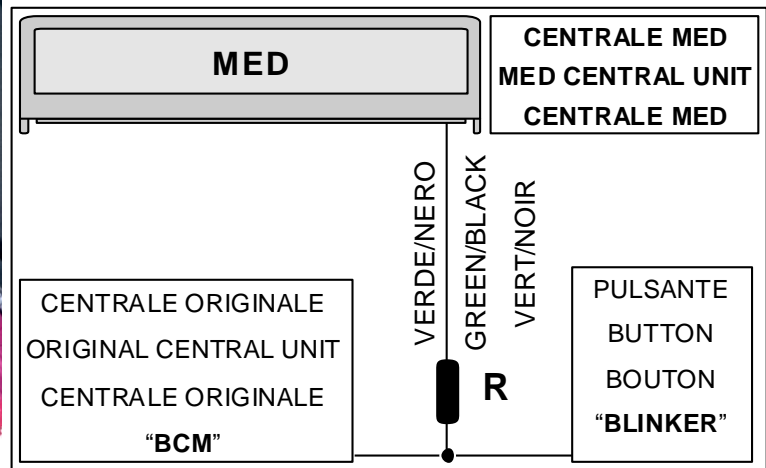 MED
CENTRALE MED
MED CENTRAL UNIT
CENTRALE MED
VERDE/NERO
GREEN/BLACK
VERT/NOIR
CENTRALE ORIGINALE
ORIGINAL CENTRAL UNIT
CENTRALE ORIGINALE
“BCM”
R
PULSANTE
BUTTON
BOUTON
“BLINKER”